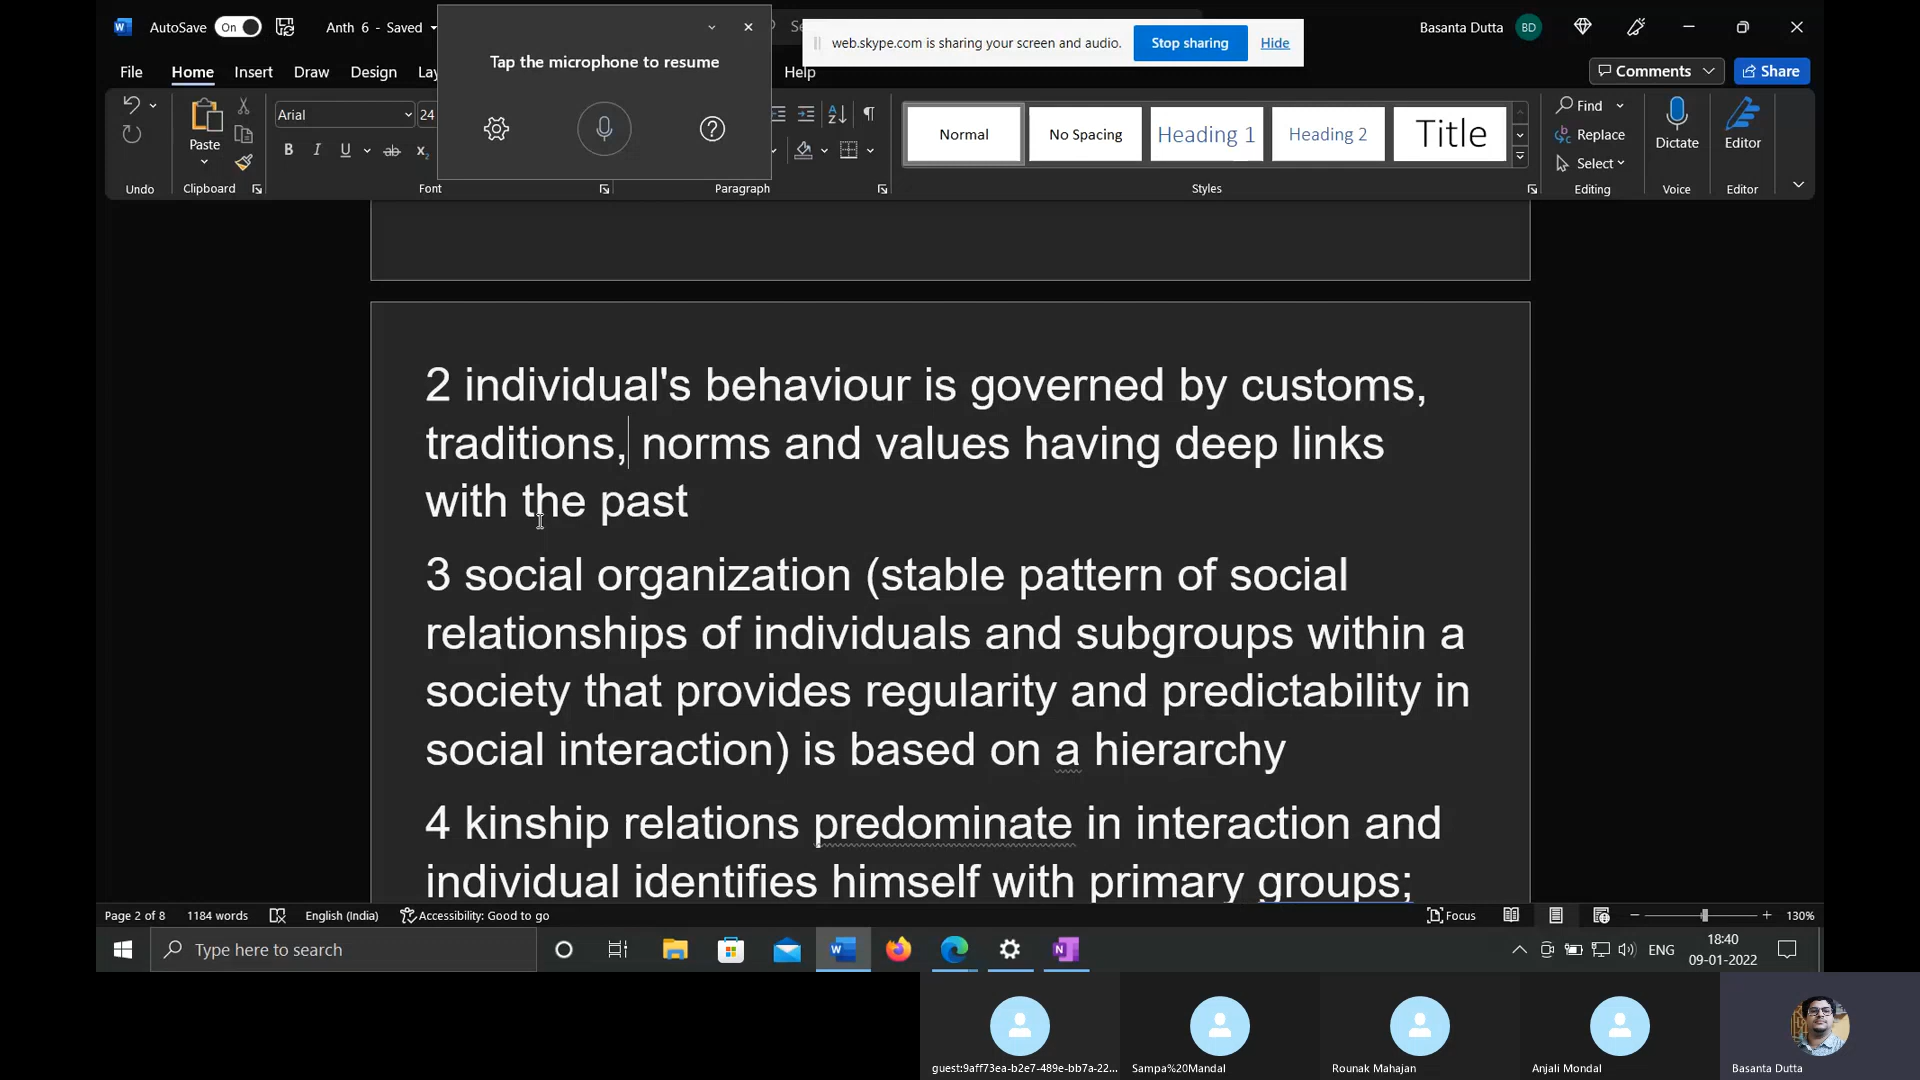 AutoSave On Anth 6 - Saved
Tap the microphone to resume
web.skype.com is sharing your screen and audio. Stop sharing Hide
Basanta Dutta BD
File Home Insert Draw Design Help
Comments Share
Arial 24
Paste
B I U ab x₂
Undo Clipboard Font Paragraph
Normal No Spacing Heading 1 Heading 2 Title
Styles
Find
Replace
Select
Editing
Dictate
Voice
Editor
Editor
2 individual's behaviour is governed by customs,
traditions, norms and values having deep links
with the past
3 social organization (stable pattern of social
relationships of individuals and subgroups within a
society that provides regularity and predictability in
social interaction) is based on a hierarchy
4 kinship relations predominate in interaction and
individual identifies himself with primary groups;
Page 2 of 8 1184 words English (India) Accessibility: Good to go Focus 130%
Type here to search
ENG
18:40
09-01-2022
guest:9aff73ea-b2e7-489e-bb7a-22... Sampa%20Mandal Rounak Mahajan Anjali Mondal Basanta Dutta